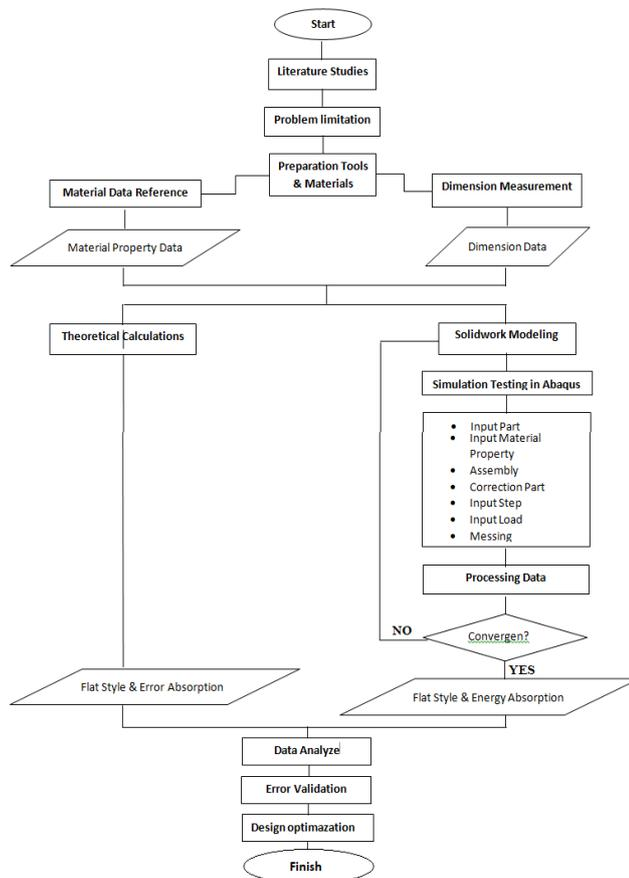 Start
Literature Studies
Problem limitation
Preparation Tools
& Materials
Material Data Reference
Dimension Measurement
Material Property Data
Dimension Data
Theoretical Calculations
Solidwork Modeling
Simulation Testing in Abaqus
• Input Part
• Input Material
Property
• Assembly
• Correction Part
• Input Step
• Input Load
• Messing
Processing Data
NO
Convergen?
YES
Flat Style & Error Absorption
Flat Style & Energy Absorption
Data Analyze
Error Validation
Design optimazation
Finish